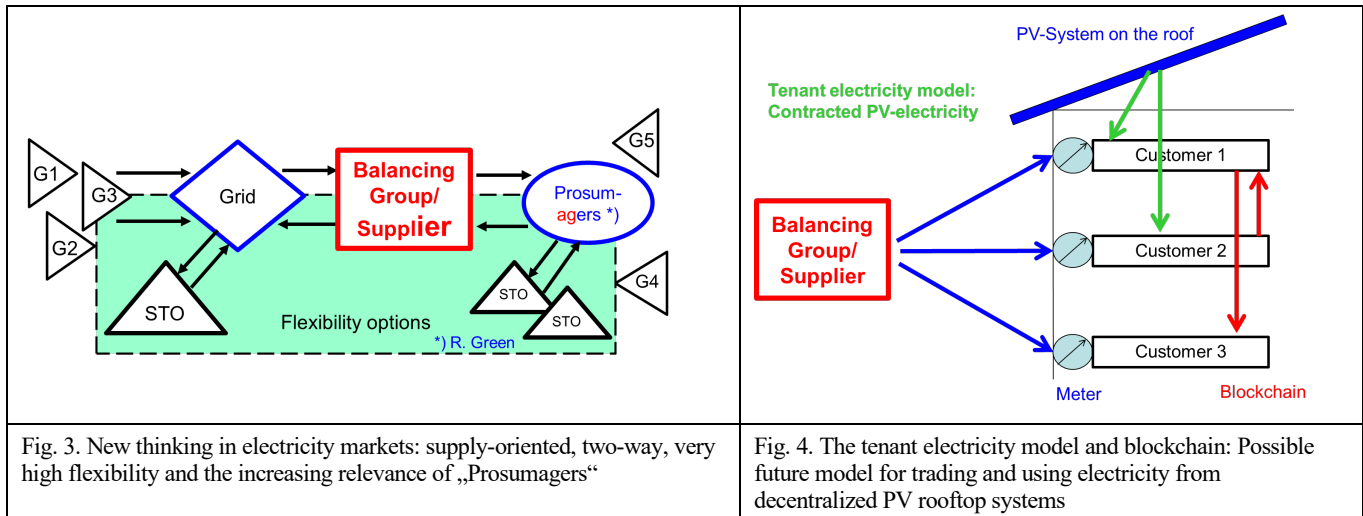 G1
G3
G2
Grid
Balancing
Group/
Supplier
Prosum-
agers *)
G5
G4
STO
STO
STO
Flexibility options
*) R. Green
Fig. 3. New thinking in electricity markets: supply-oriented, two-way, very
high flexibility and the increasing relevance of „Prosumagers“
PV-System on the roof
Tenant electricity model:
Contracted PV-electricity
Customer 1
Balancing
Group/
Supplier
Customer 2
Customer 3
Meter
Blockchain
Fig. 4. The tenant electricity model and blockchain: Possible
future model for trading and using electricity from
decentralized PV rooftop systems